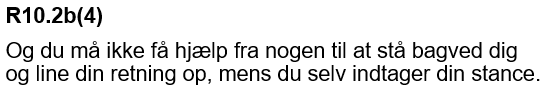 R10.2b(4)
Og du må ikke få hjælp fra nogen til at stå bagved dig
og line din retning op, mens du selv indtager din stance.